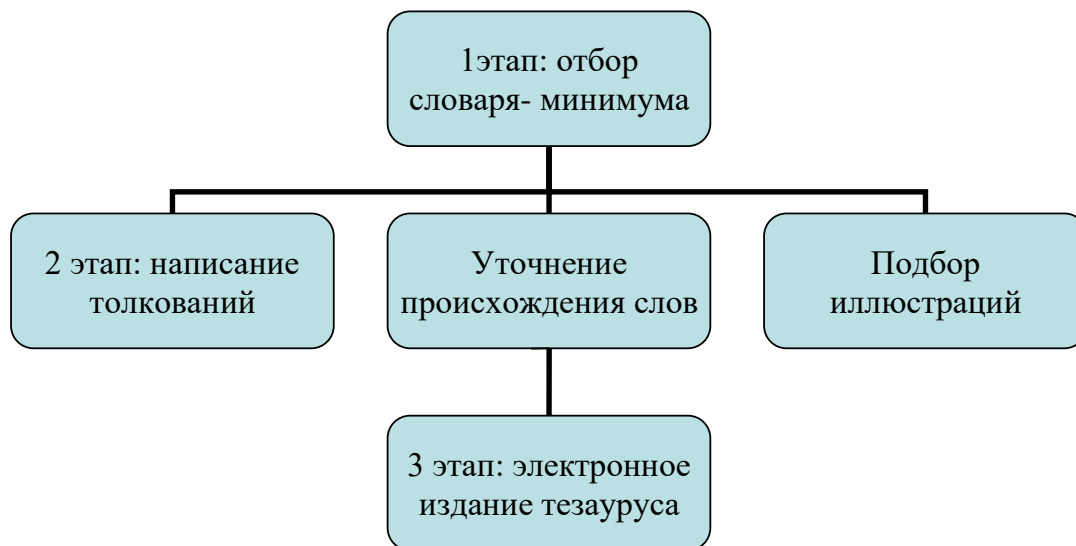 1этап: отбор
словаря- минимума
2 этап: написание
толкований
Уточнение
происхождения слов
Подбор
иллюстраций
3 этап: электронное
издание тезауруса